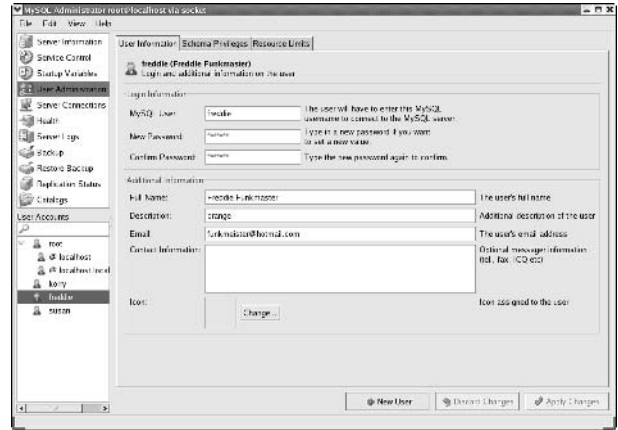 MySQL Administrator root@localhost via socket
File Edit View Help
Server Information
Service Control
Startup Variables
User Administration
Server Connections
Health
Server Logs
Backup
Restore Backup
Replication Status
Catalogs
User Accounts
root
@ localhost
@ localhost.local
korry
freddie
susan
User Information Schema Privileges Resource Limits
freddie (Freddie Funkmaster)
Login and additional information on the user
Login Information
MySQL User: freddie The user will have to enter this MySQL
username to connect to the MySQL server.
New Password: ******* Type in a new password if you want
to set a new value.
Confirm Password: ******* Type the new password again to confirm.
Additional Information
Full Name: Freddie Funkmaster The user's full name
Description: orange Additional description of the user
Email: funkmeister@hotmail.com The user's email address
Contact Information: Optional messager information
(tel., fax, ICQ etc)
Icon: Change... Icon assigned to the user
New User Discard Changes Apply Changes